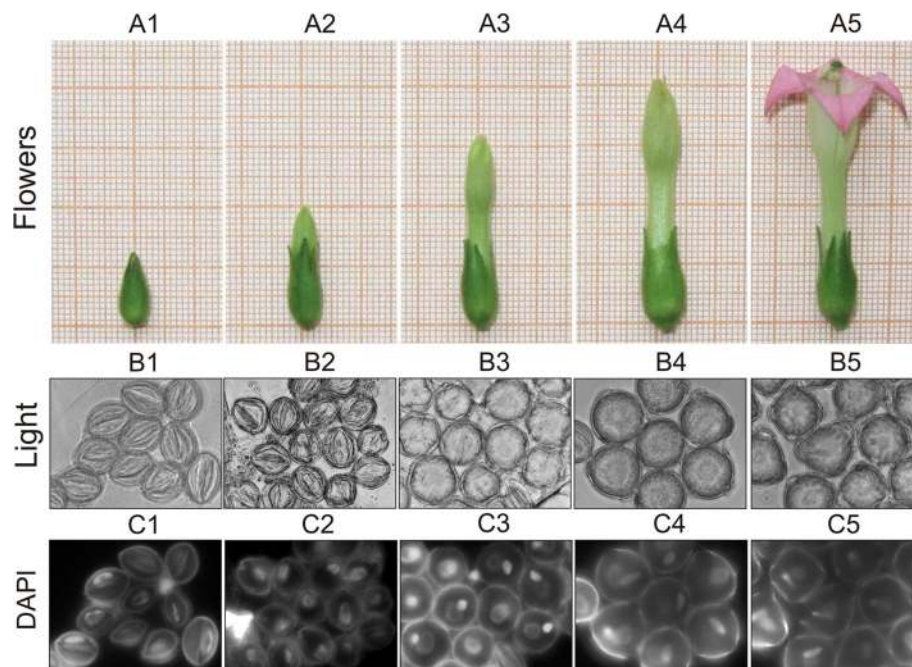 A1 A2 A3 A4 A5
Flowers
B1 B2 B3 B4 B5
Light
C1 C2 C3 C4 C5
DAPI